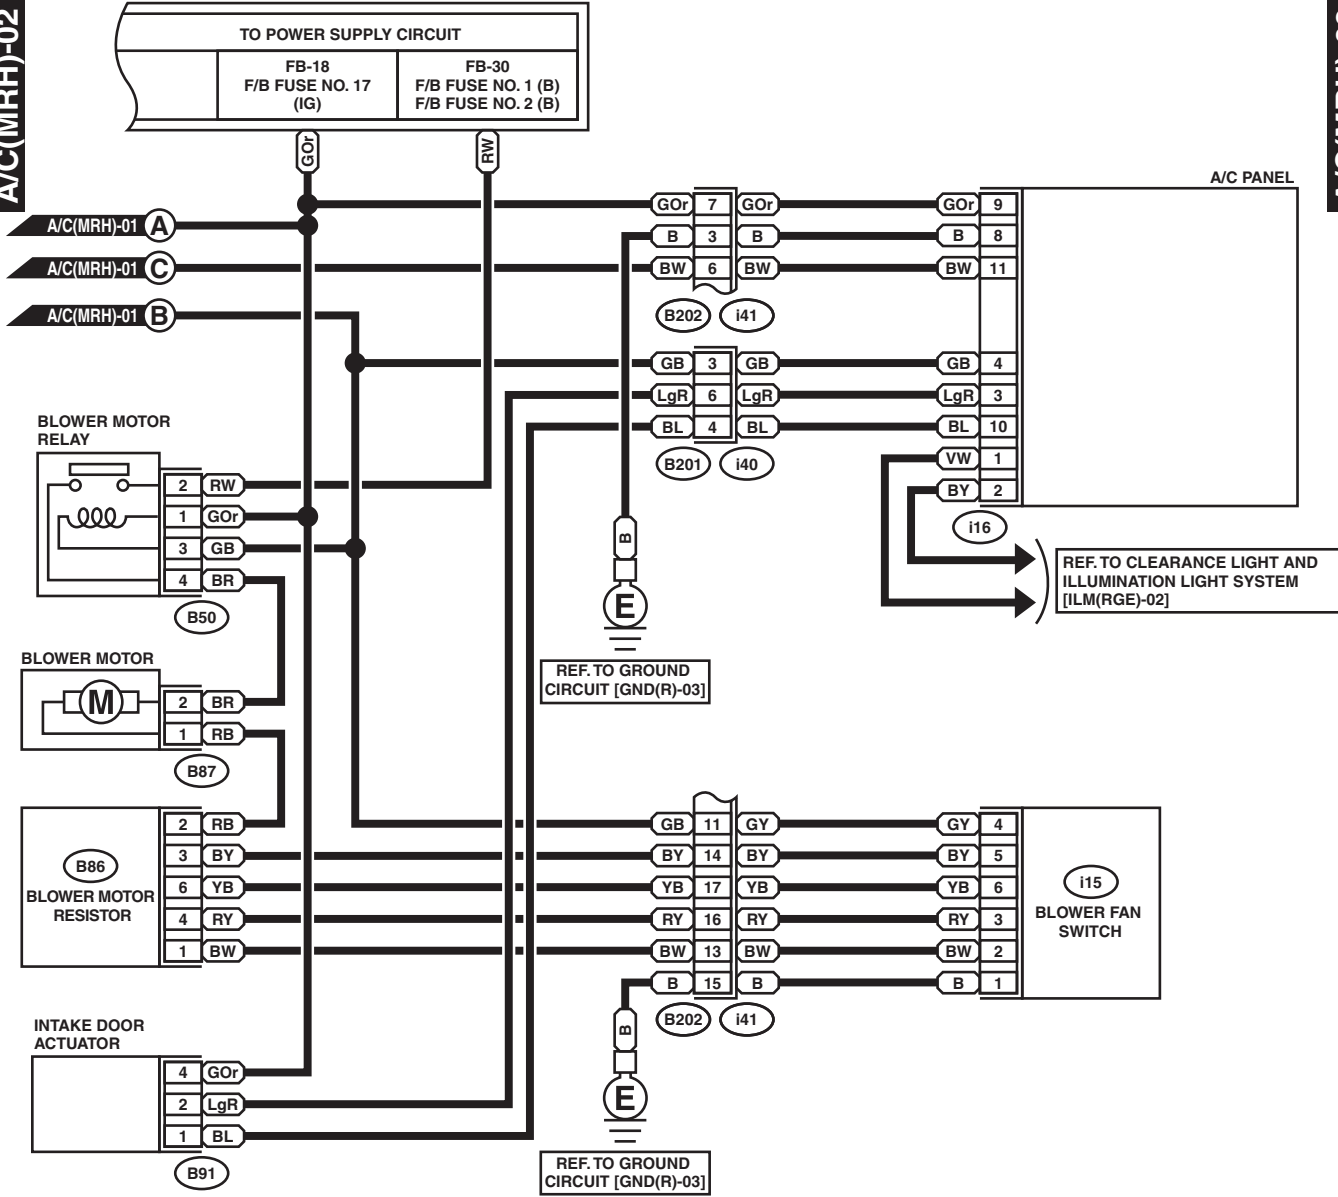 A/C(MRH)-02
TO POWER SUPPLY CIRCUIT
FB-18
F/B FUSE NO. 17
(IG)
FB-30
F/B FUSE NO. 1 (B)
F/B FUSE NO. 2 (B)
GOr
RW
A/C(MRH)-01 A
A/C(MRH)-01 C
A/C(MRH)-01 B
A/C PANEL
GOr 7 GOr GOr 9
B 3 B B 8
BW 6 BW BW 11
B202 i41
GB 3 GB GB 4
LgR 6 LgR LgR 3
BL 4 BL BL 10
B201 i40
VW 1
BY 2
i16
REF. TO CLEARANCE LIGHT AND
ILLUMINATION LIGHT SYSTEM
[ILM(RGE)-02]
B
E
REF. TO GROUND
CIRCUIT [GND(R)-03]
BLOWER MOTOR
RELAY
2 RW
1 GOr
3 GB
4 BR
B50
BLOWER MOTOR
M
2 BR
1 RB
B87
B86
BLOWER MOTOR
RESISTOR
2 RB
3 BY
6 YB
4 RY
1 BW
GB 11 GY GY 4
BY 14 BY BY 5
YB 17 YB YB 6
RY 16 RY RY 3
BW 13 BW BW 2
B 15 B B 1
B202 i41
i15
BLOWER FAN
SWITCH
B
E
REF. TO GROUND
CIRCUIT [GND(R)-03]
INTAKE DOOR
ACTUATOR
4 GOr
2 LgR
1 BL
B91